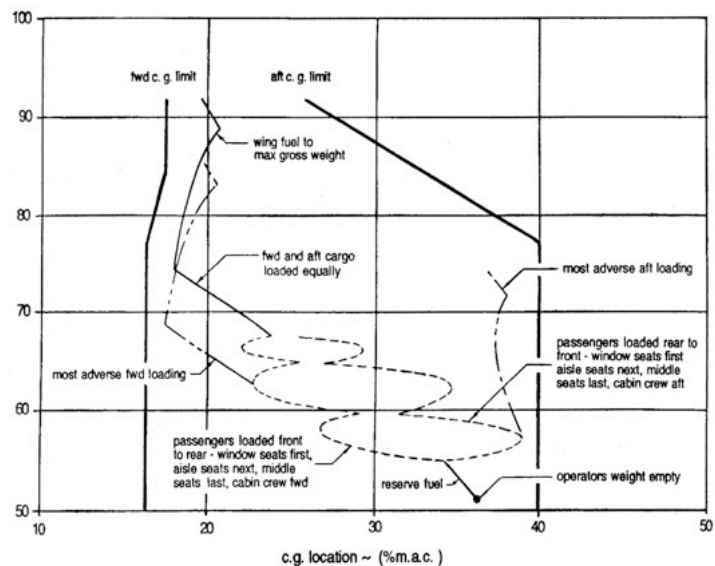 100
fwd c. g. limit
aft c. g. limit
90
wing fuel to
max gross weight
80
fwd and aft cargo
loaded equally
most adverse aft loading
70
passengers loaded rear to
front - window seats first
aisle seats next, middle
seats last, cabin crew aft
most adverse fwd loading
60
passengers loaded front
to rear - window seats first,
aisle seats next, middle
seats last, cabin crew fwd
reserve fuel
operators weight empty
50
10
20
30
40
50
c.g. location ~ (%m.a.c.)